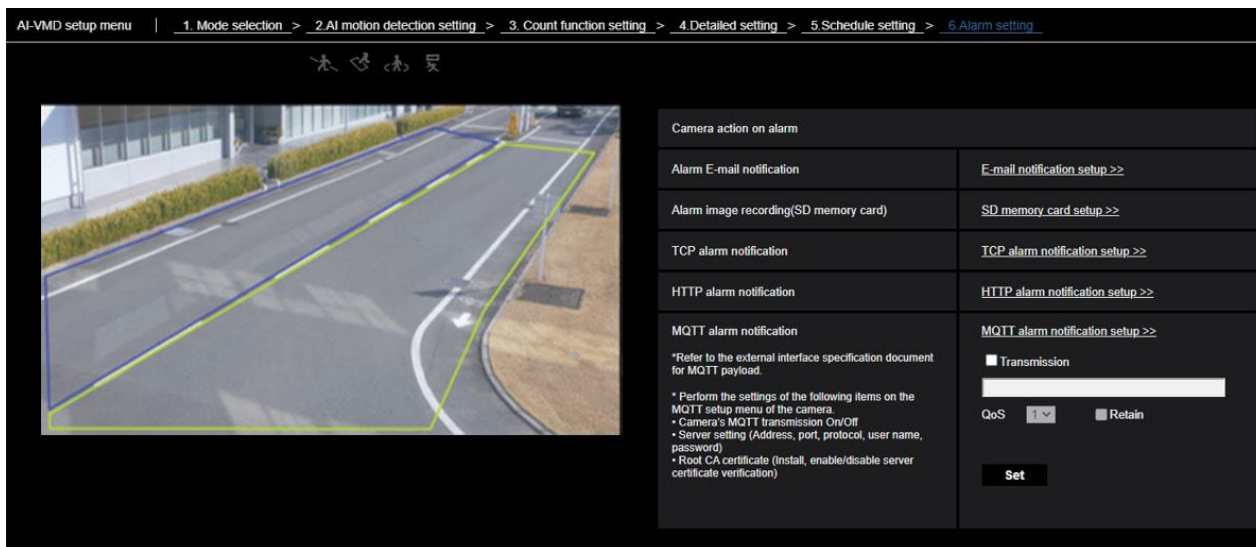 AI-VMD setup menu | 1. Mode selection > 2.AI motion detection setting > 3. Count function setting > 4.Detailed setting > 5.Schedule setting > 6.Alarm setting
Camera action on alarm
Alarm E-mail notification E-mail notification setup >>
Alarm image recording(SD memory card) SD memory card setup >>
TCP alarm notification TCP alarm notification setup >>
HTTP alarm notification HTTP alarm notification setup >>
MQTT alarm notification MQTT alarm notification setup >>
*Refer to the external interface specification document
for MQTT payload.
* Perform the settings of the following items on the
MQTT setup menu of the camera.
• Camera's MQTT transmission On/Off
• Server setting (Address, port, protocol, user name,
password)
• Root CA certificate (Install, enable/disable server
certificate verification)
Transmission
QoS 1 Retain
Set